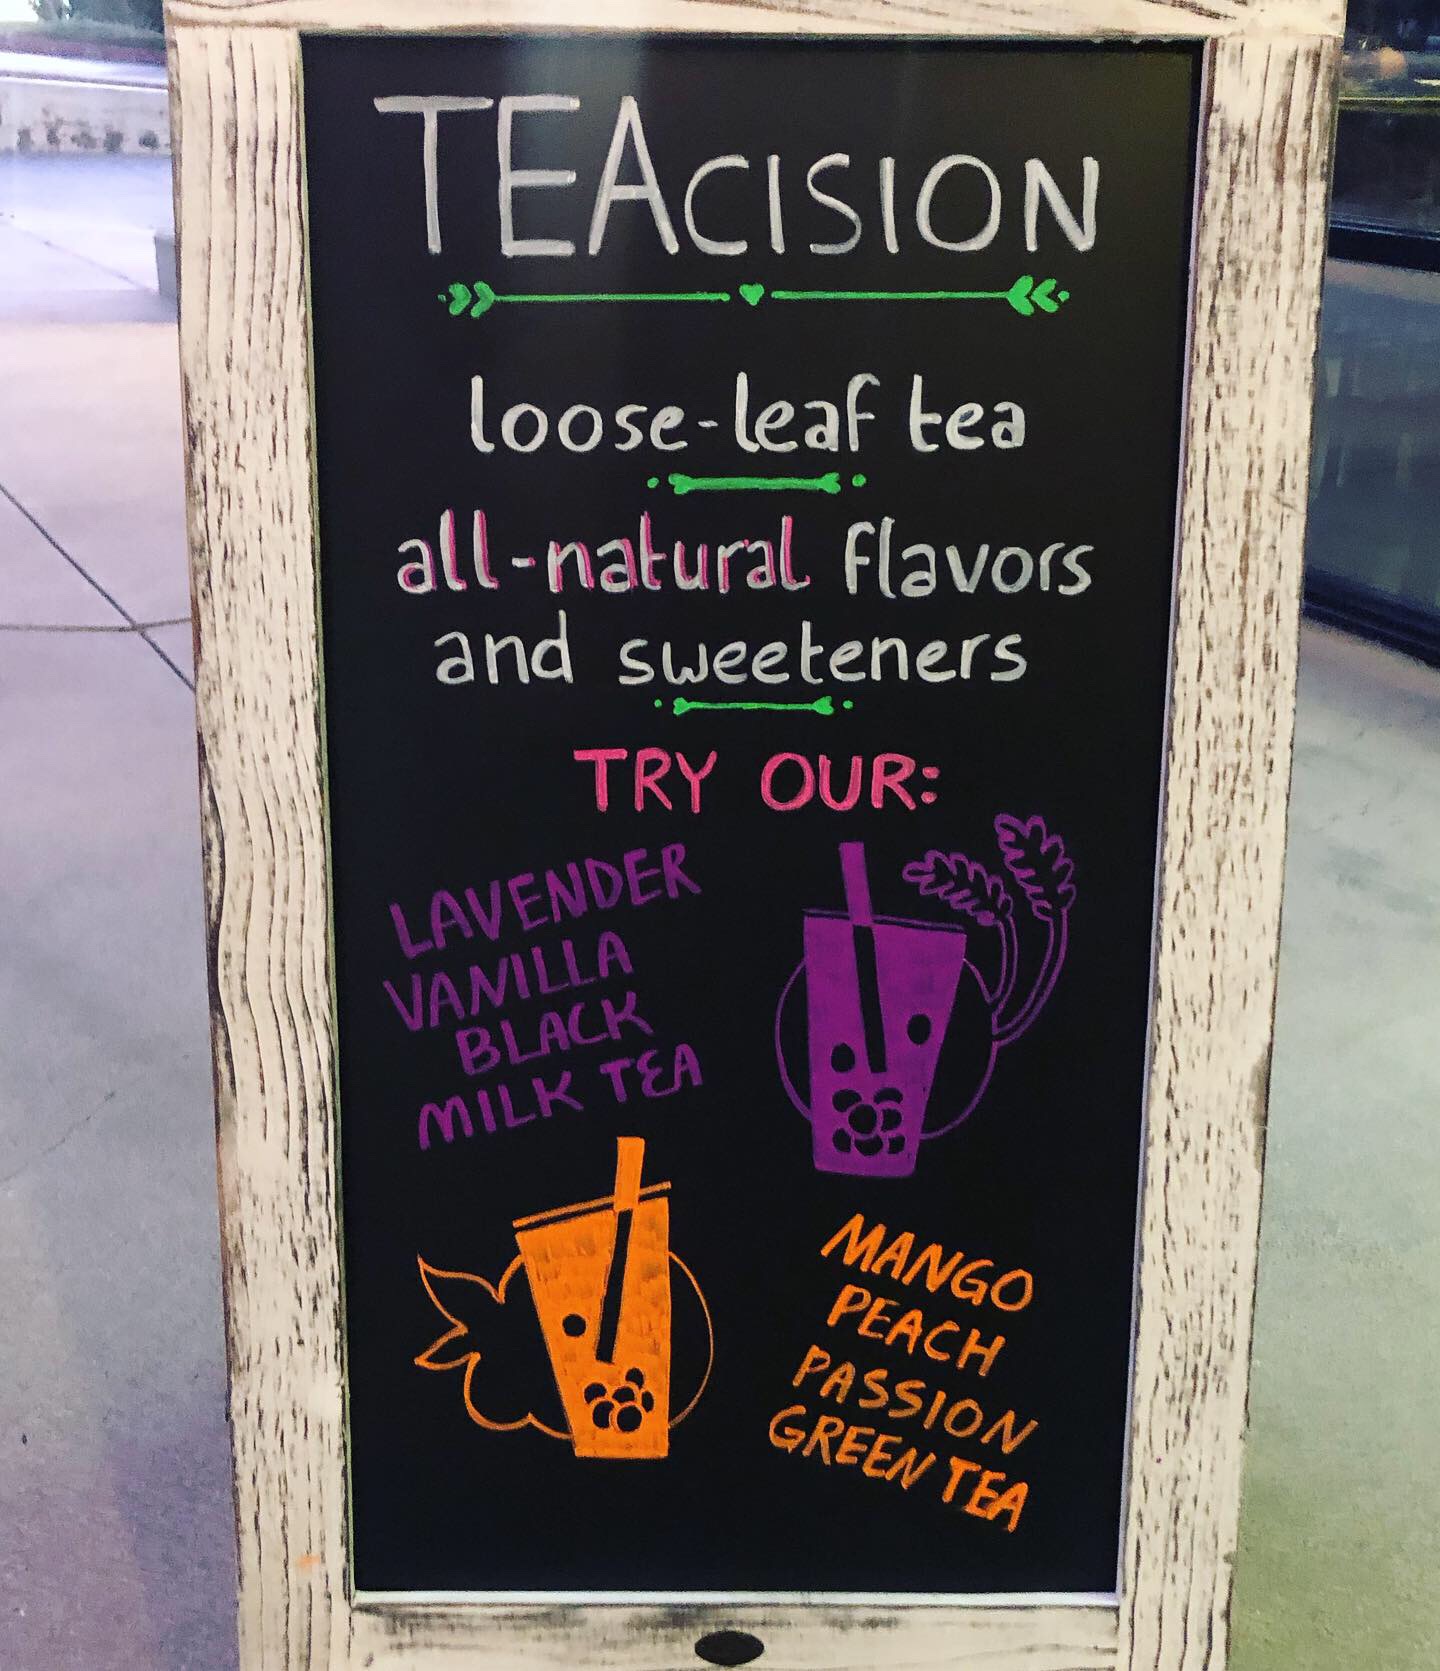 TEACISION
loose-leaf tea
all-natural flavors
and sweeteners
TRY OUR:
LAVENDER
VANILLA
BLACK
MILK TEA
MANGO
PEACH
PASSION
GREEN TEA